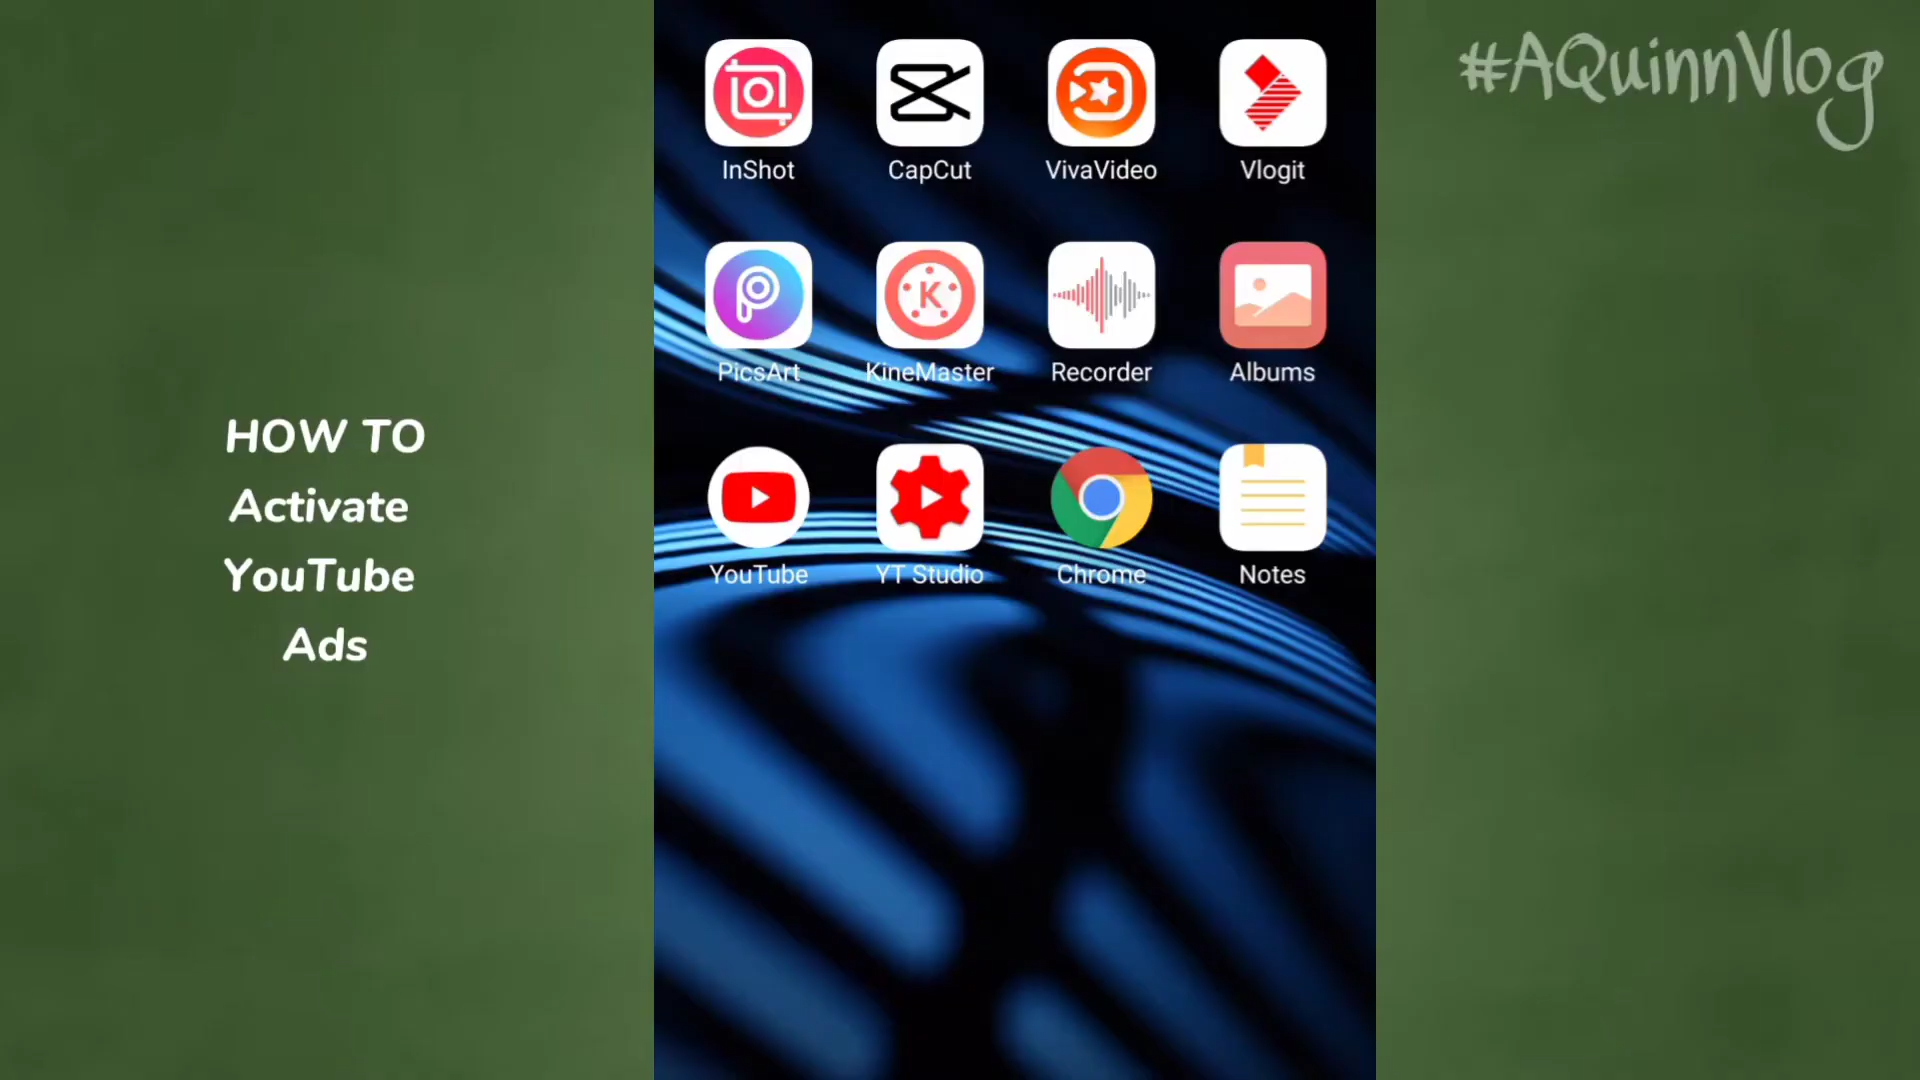 #AQuinnVlog
InShot CapCut VivaVideo Vlogit
PicsArt KineMaster Recorder Albums
HOW TO
Activate
YouTube
Ads
YouTube YT Studio Chrome Notes